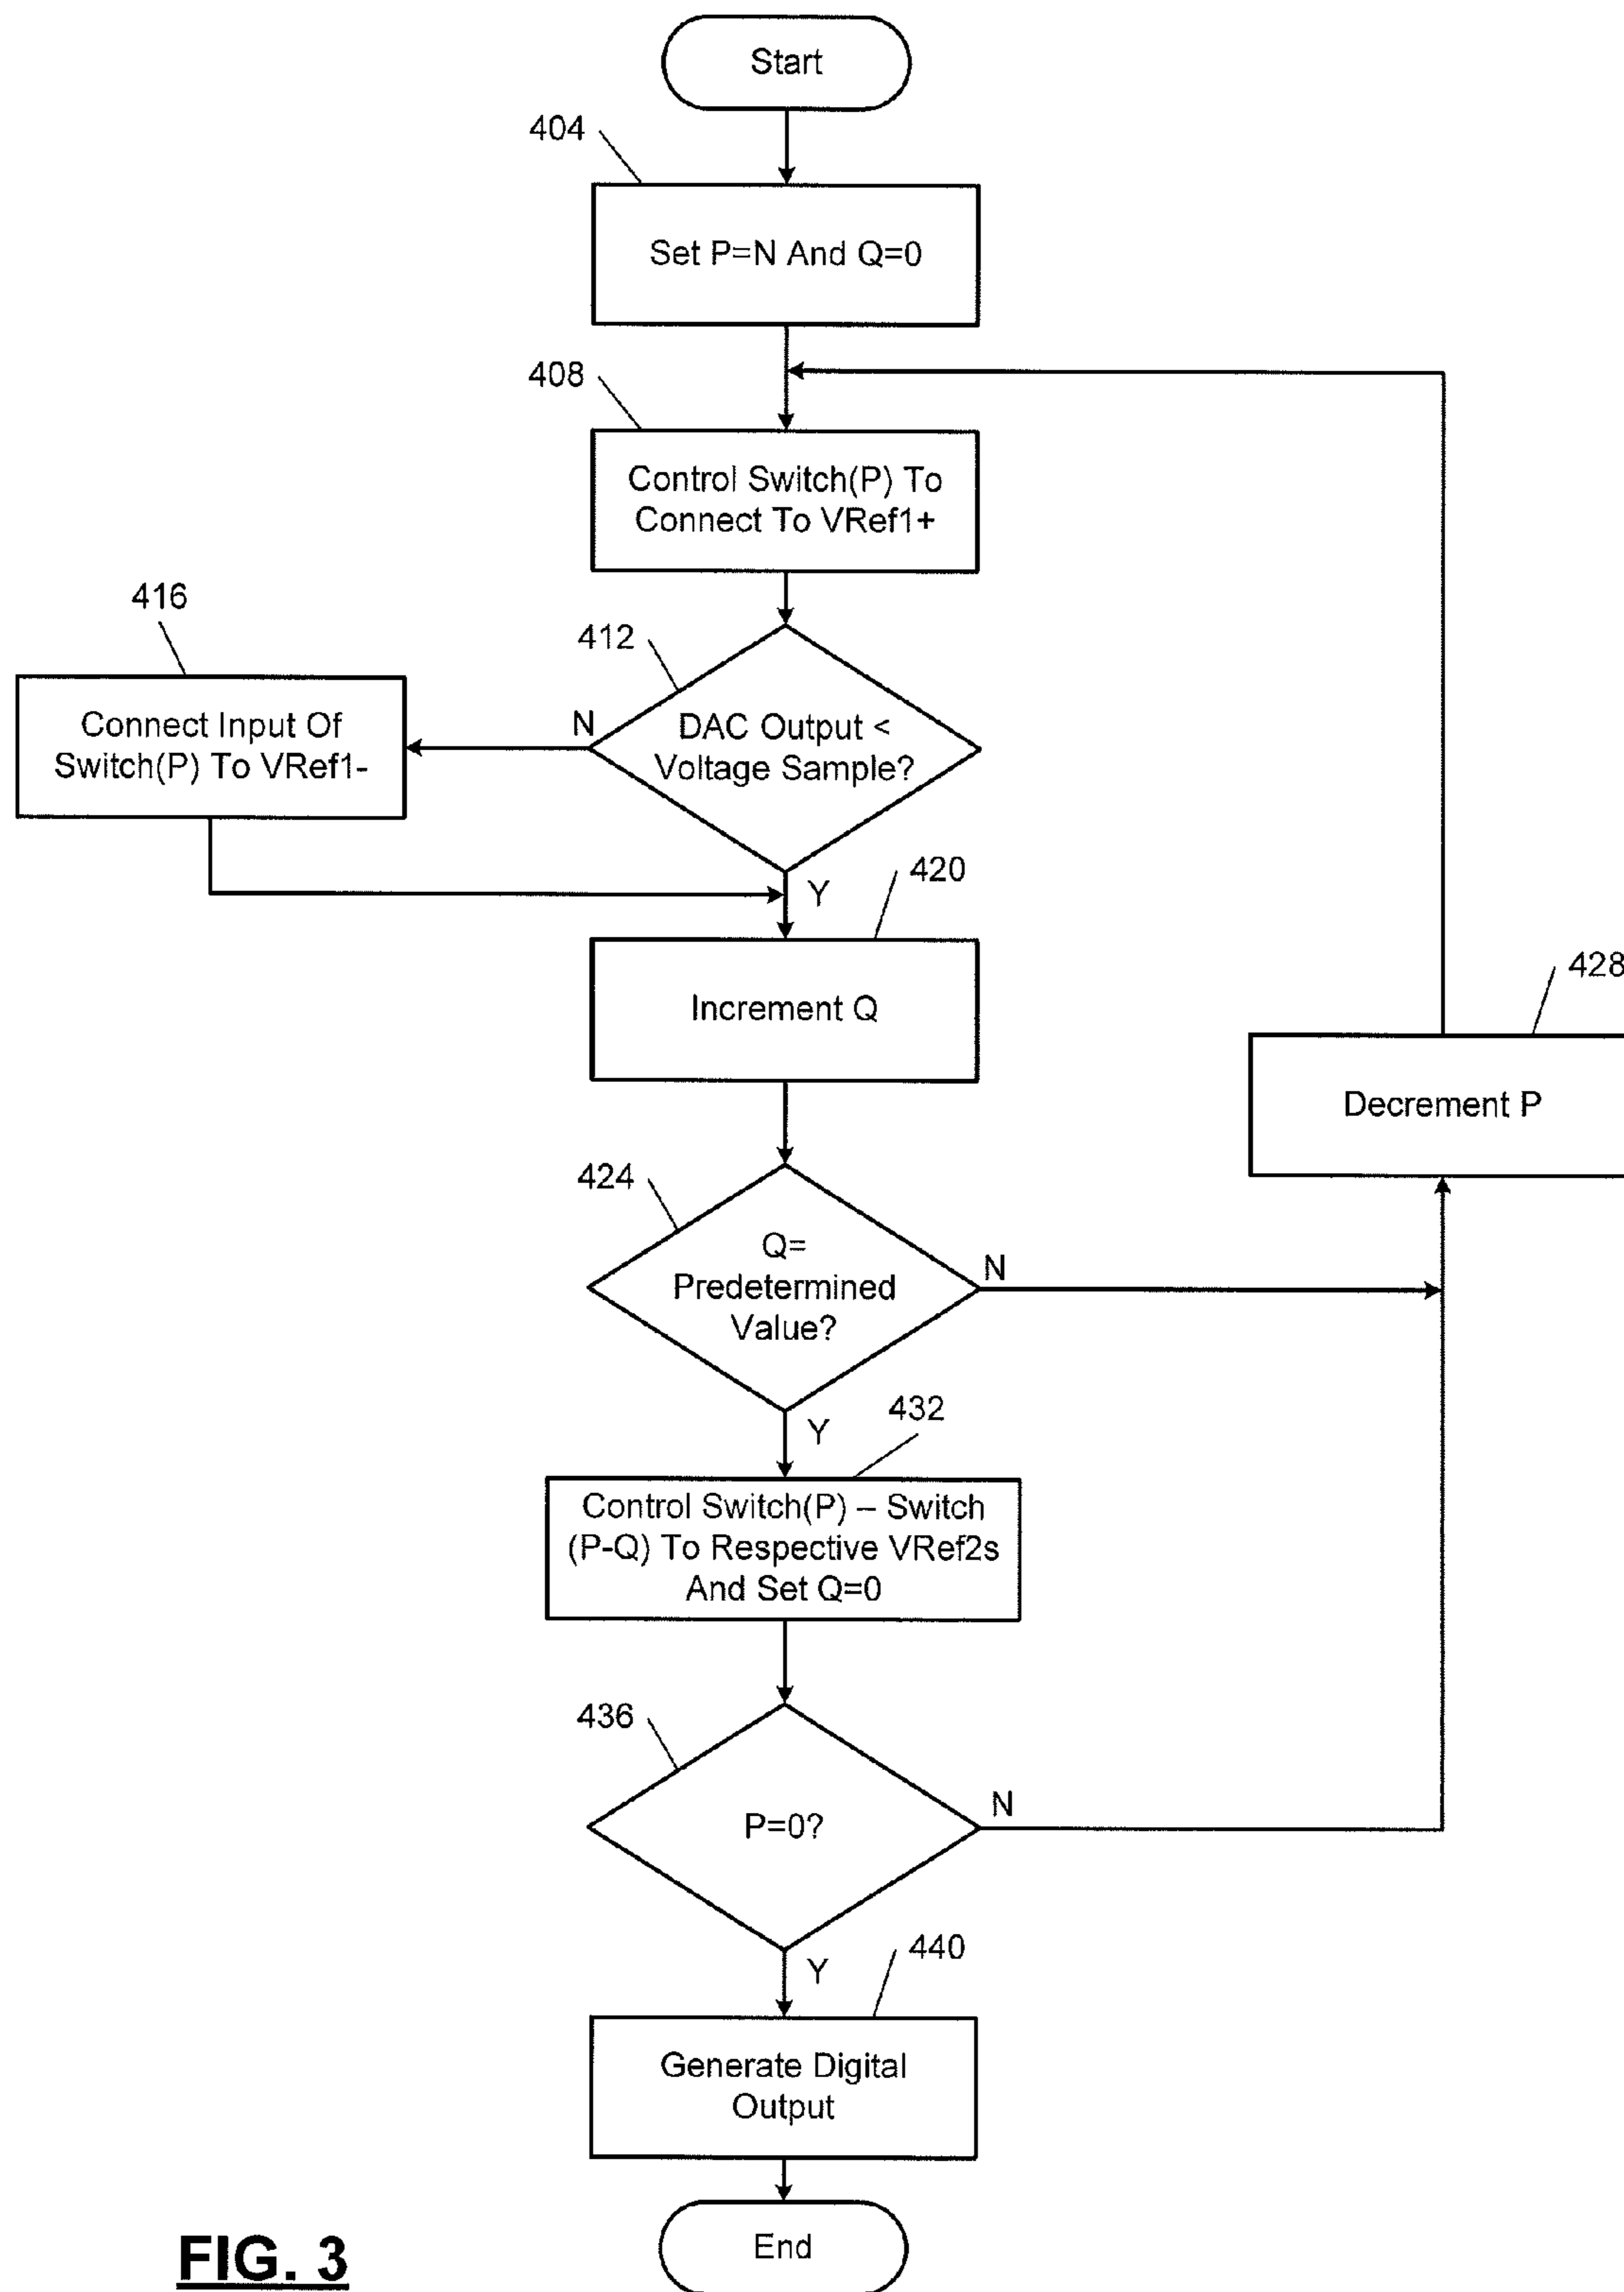 Start
404
Set P=N And Q=0
408
Control Switch(P) To
Connect To VRef1+
416
Connect Input Of
Switch(P) To VRef1-
412
N
DAC Output <
Voltage Sample?
Y
420
Increment Q
428
Decrement P
424
Q=
Predetermined
Value?
N
Y
432
Control Switch(P) – Switch
(P-Q) To Respective VRef2s
And Set Q=0
436
P=0?
N
Y
440
Generate Digital
Output
End
FIG. 3